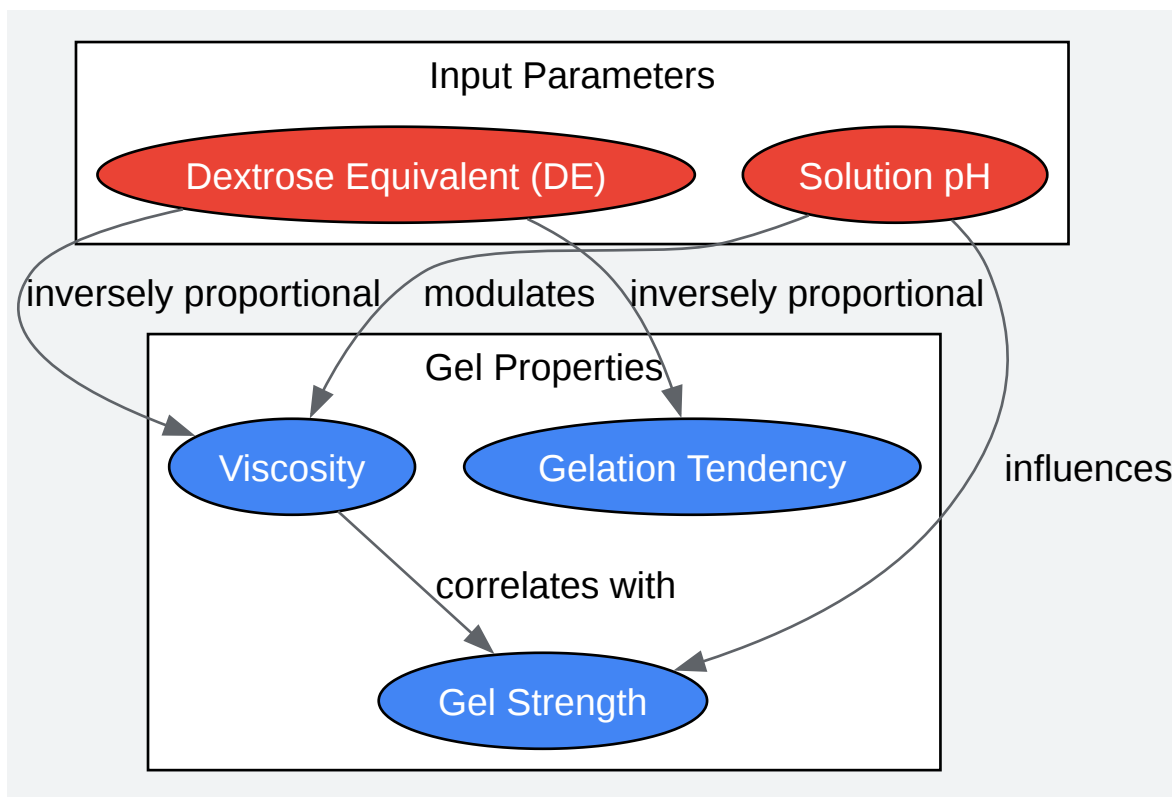 Input Parameters
Dextrose Equivalent (DE)
Solution pH
inversely proportional
modulates
inversely proportional
Gel Properties
Viscosity
Gelation Tendency
influences
correlates with
Gel Strength